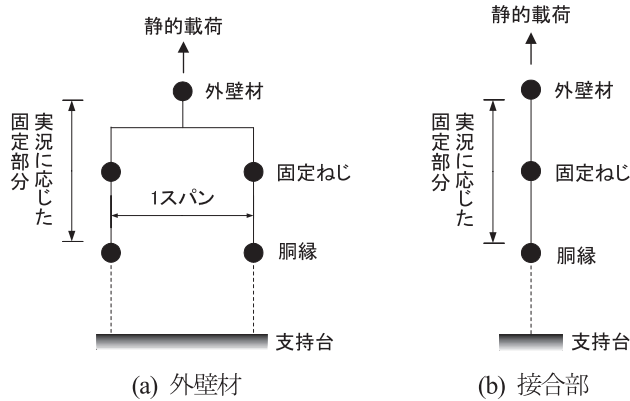 静的載荷
外壁材
実況に応じた
固定部分
固定ねじ
1スパン
胴縁
支持台
(a) 外壁材
静的載荷
外壁材
実況に応じた
固定部分
固定ねじ
胴縁
支持台
(b) 接合部